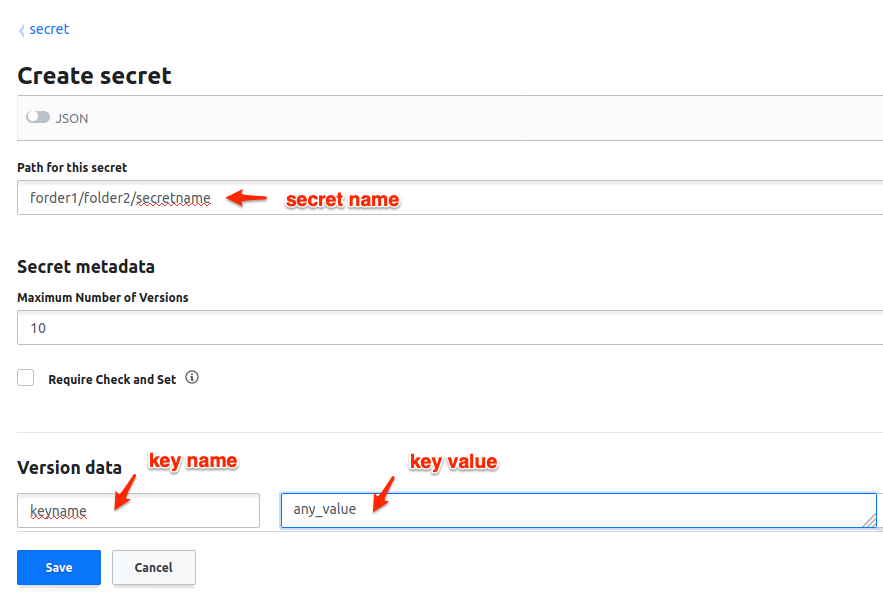 secret
Create secret
JSON
Path for this secret
forder1/folder2/secretname
secret name
Secret metadata
Maximum Number of Versions
10
Require Check and Set
key name
key value
Version data
keyname
any_value
Save
Cancel